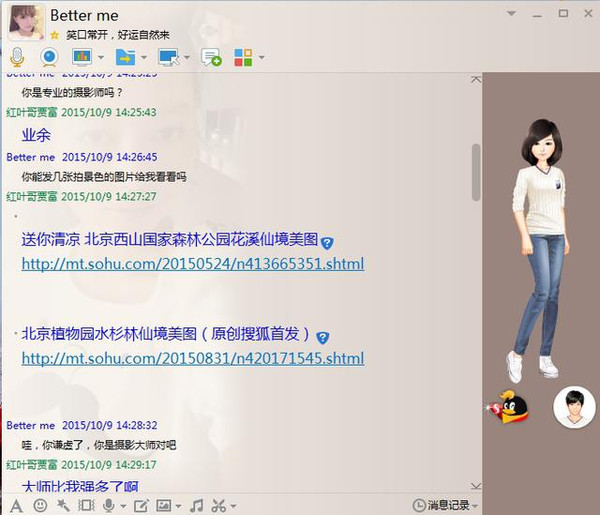 Better me
笑口常开，好运自然来
Better me 2015/10/9 14:25:25
你是专业的摄影师吗？
红叶哥贾富 2015/10/9 14:25:43
业余
Better me 2015/10/9 14:26:45
你能发几张拍景色的图片给我看看吗
红叶哥贾富 2015/10/9 14:27:27
送你清凉 北京西山国家森林公园花溪仙境美图
http://mt.sohu.com/20150524/n413665351.shtml
北京植物园水杉林仙境美图（原创搜狐首发）
http://mt.sohu.com/20150831/n420171545.shtml
Better me 2015/10/9 14:28:32
哇，你谦虚了，你是摄影大师对吧
红叶哥贾富 2015/10/9 14:29:17
大师比我强多了啊
消息记录